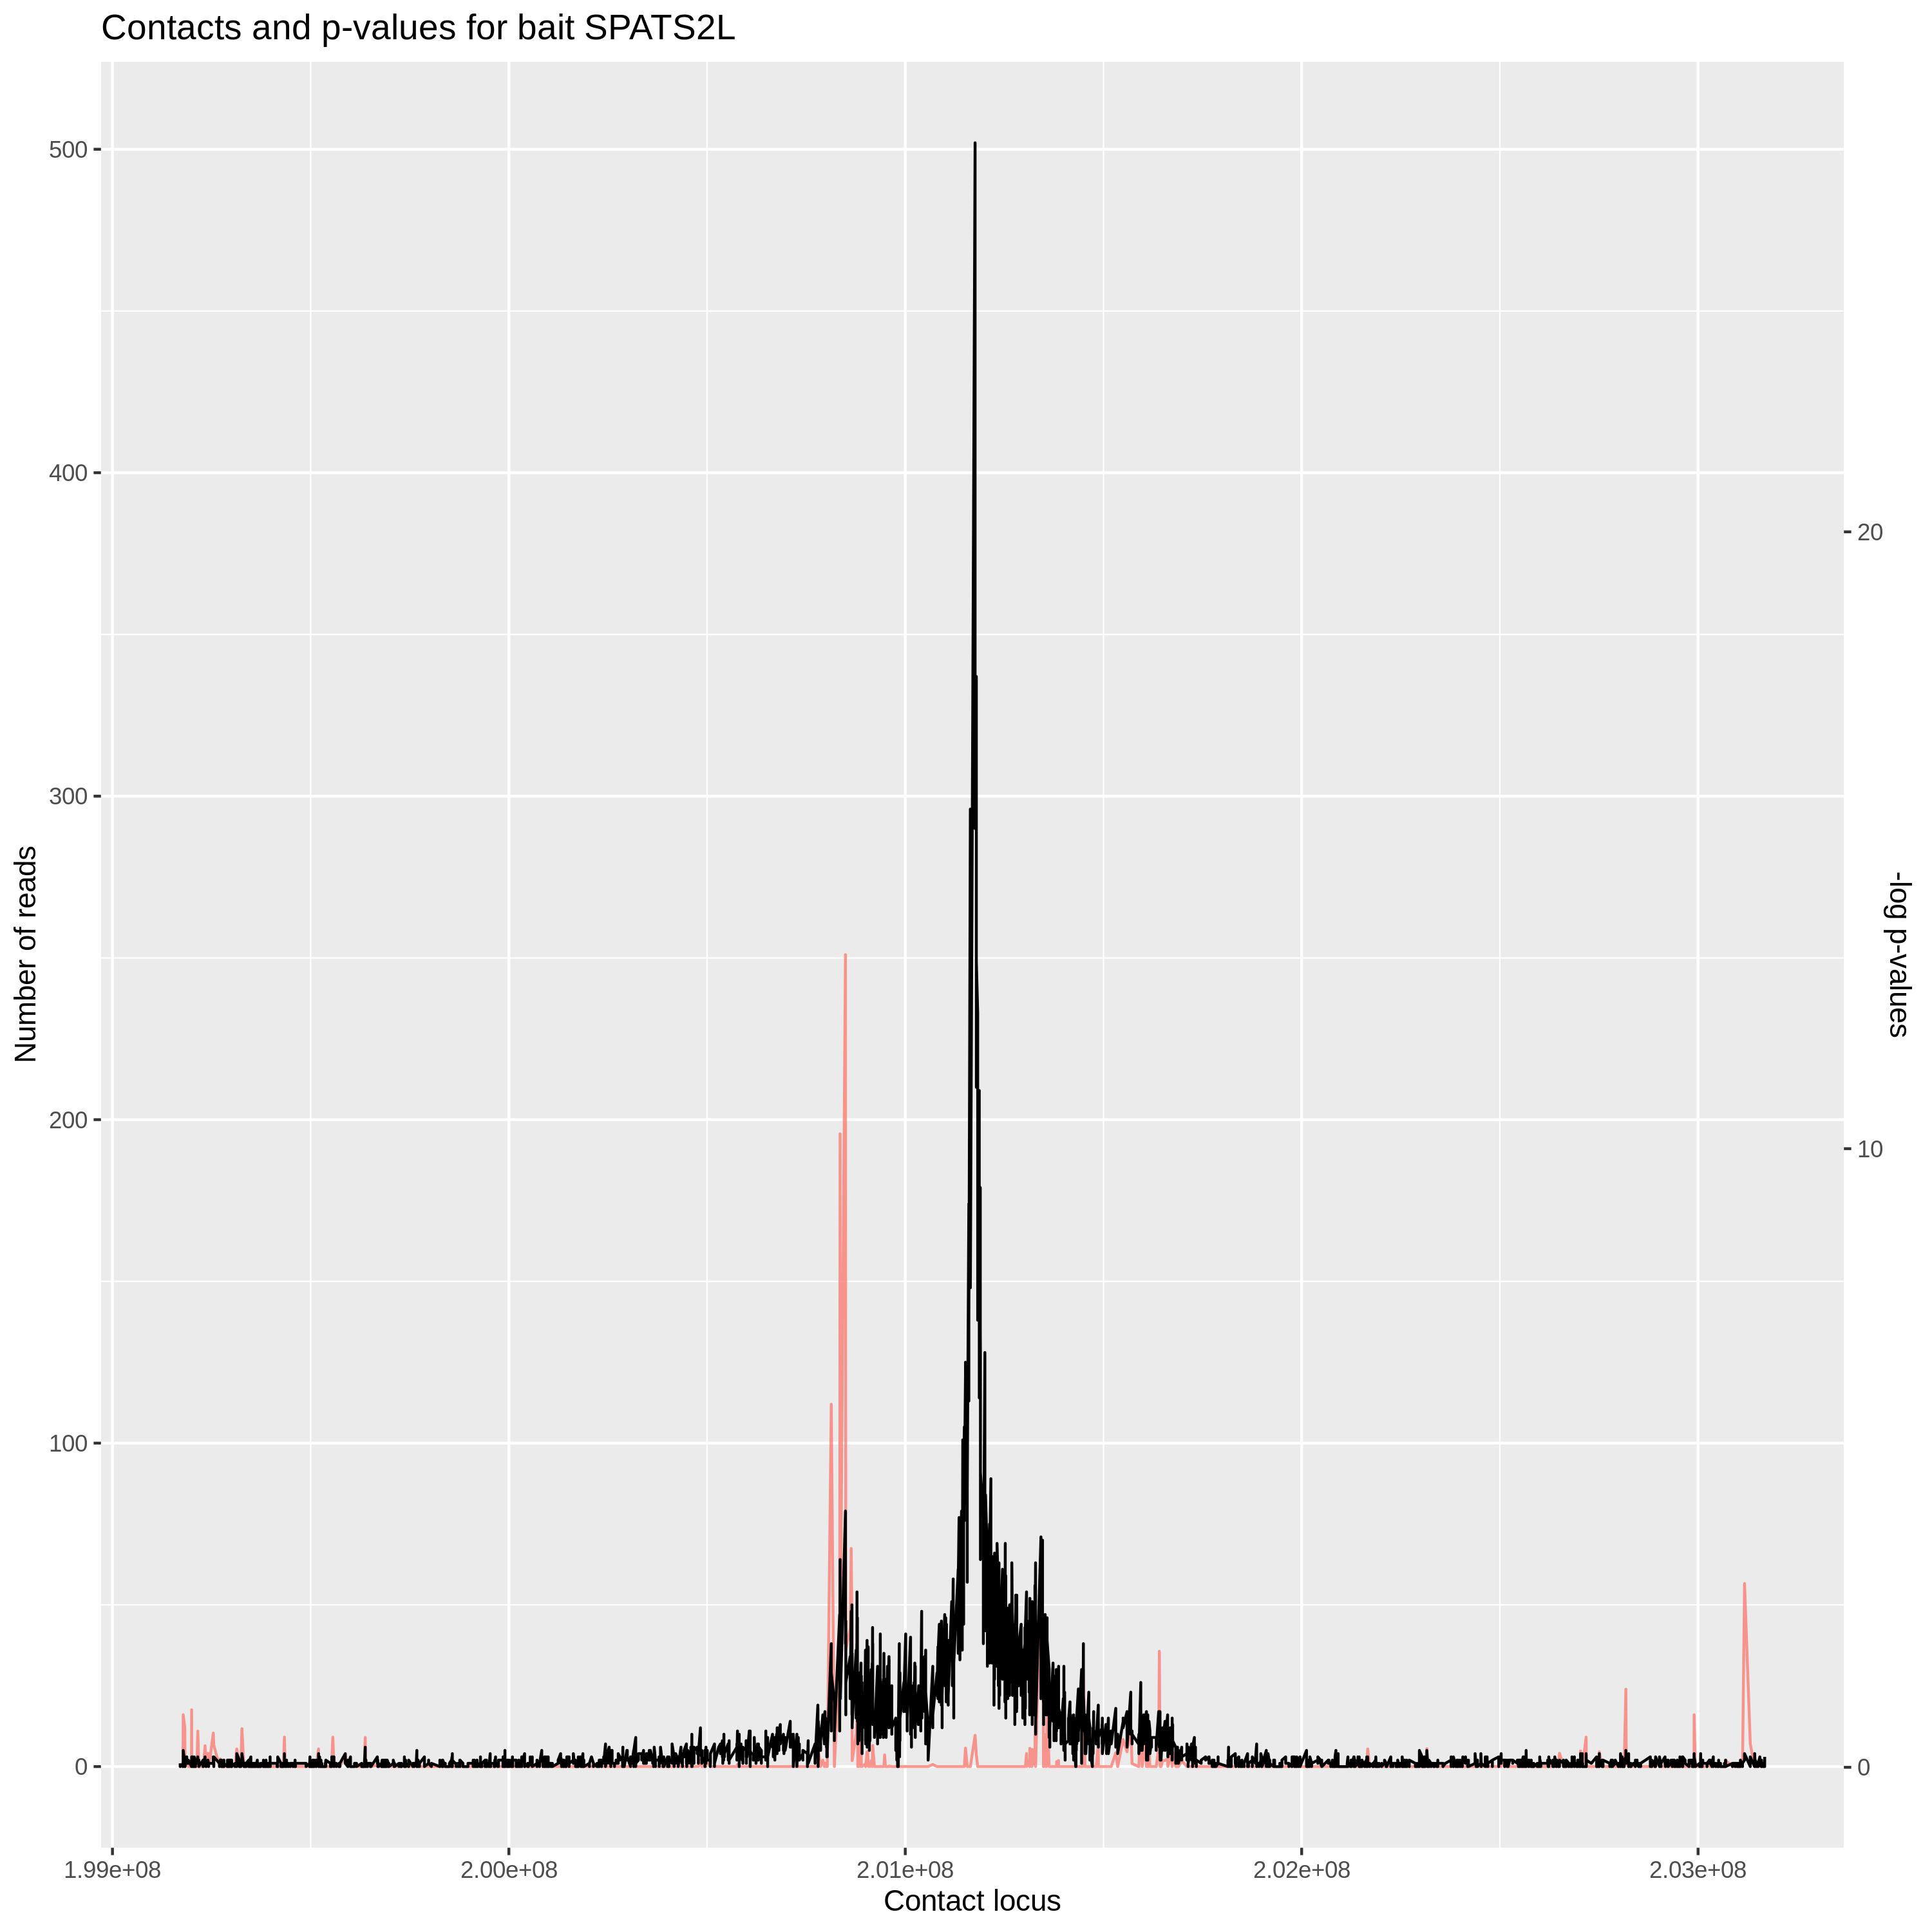 Contacts and p-values for bait SPATS2L
500
400
300
200
100
0
Number of reads
20
10
0
-log p-values
1.99e+08
2.00e+08
2.01e+08
2.02e+08
2.03e+08
Contact locus